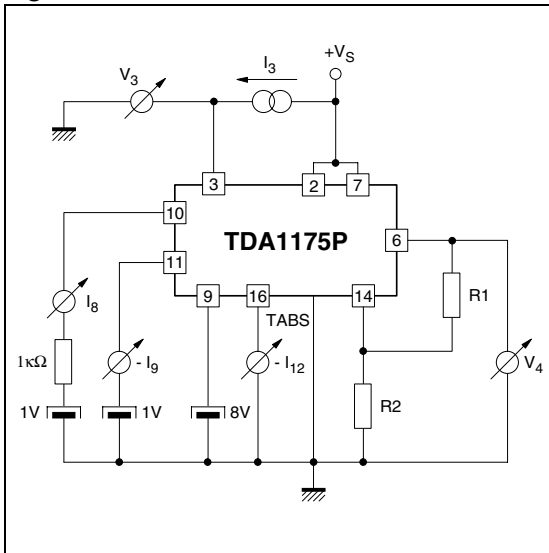 +VS
I3
V3
3
2
7
10
TDA1175P
6
11
R1
9
16
14
TABS
I8
- I9
- I12
V4
1κΩ
R2
1V
1V
8V